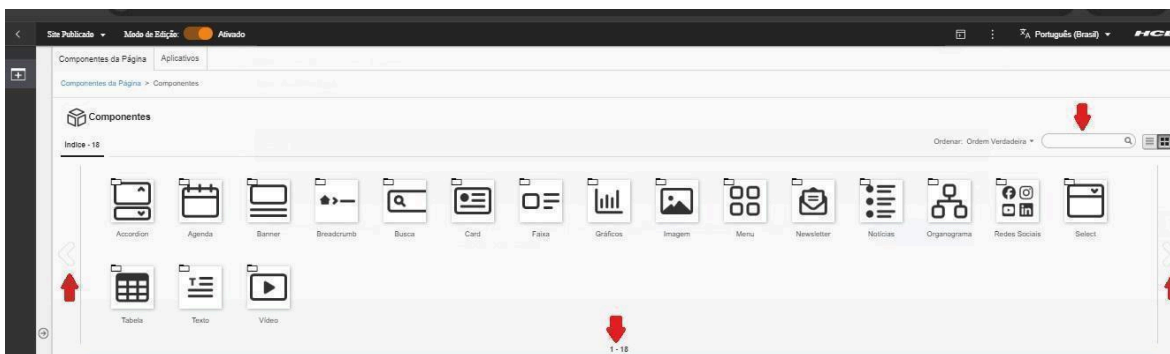 Site Publicado Modo de Edição: Ativado Português (Brasil) HCL
Componentes da Página Aplicativos
Componentes da Página > Componentes
Componentes
Indice - 18 Ordenar: Ordem Verdadeira
Accordion Agenda Banner Breadcrumb Busca Card Faixa Gráficos Imagem Menu Newsletter Notícias Organograma Redes Sociais Select
Tabela Texto Vídeo
1 - 18